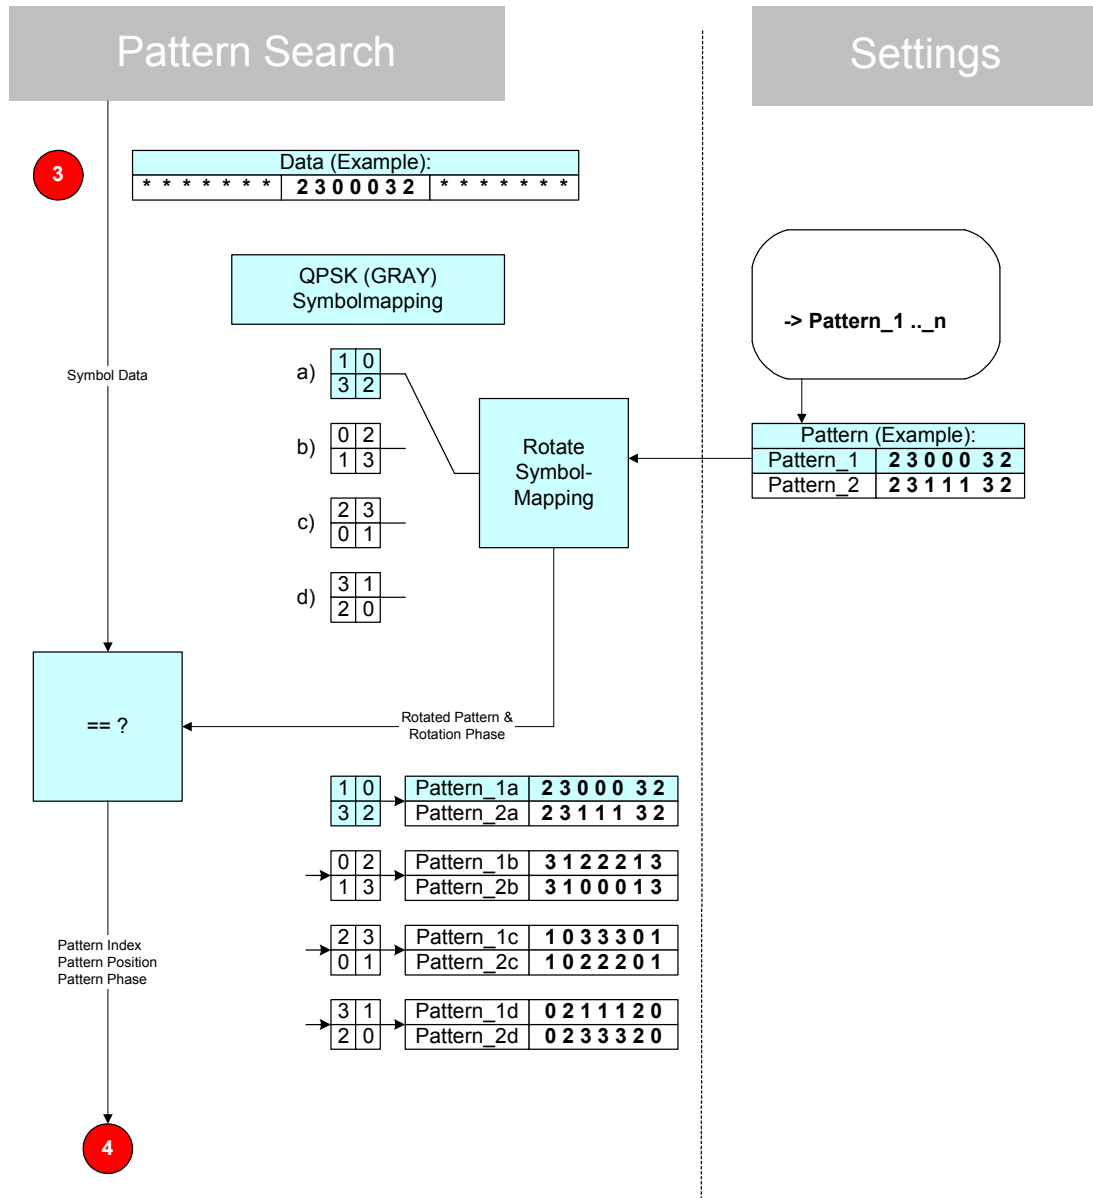 Pattern Search
Settings
3
Data (Example):
* * * * * * * 2 3 0 0 0 3 2 * * * * * * *
QPSK (GRAY)
Symbolmapping
-> Pattern_1 .._n
Symbol Data
a) 1 0
3 2
b) 0 2
1 3
c) 2 3
0 1
d) 3 1
2 0
Rotate
Symbol-
Mapping
Pattern (Example):
Pattern_1 2 3 0 0 0 3 2
Pattern_2 2 3 1 1 1 3 2
== ?
Rotated Pattern &
Rotation Phase
1 0 Pattern_1a 2 3 0 0 0 3 2
3 2 Pattern_2a 2 3 1 1 1 3 2
0 2 Pattern_1b 3 1 2 2 2 1 3
1 3 Pattern_2b 3 1 0 0 0 1 3
2 3 Pattern_1c 1 0 3 3 3 0 1
0 1 Pattern_2c 1 0 2 2 2 0 1
3 1 Pattern_1d 0 2 1 1 1 2 0
2 0 Pattern_2d 0 2 3 3 3 2 0
Pattern Index
Pattern Position
Pattern Phase
4